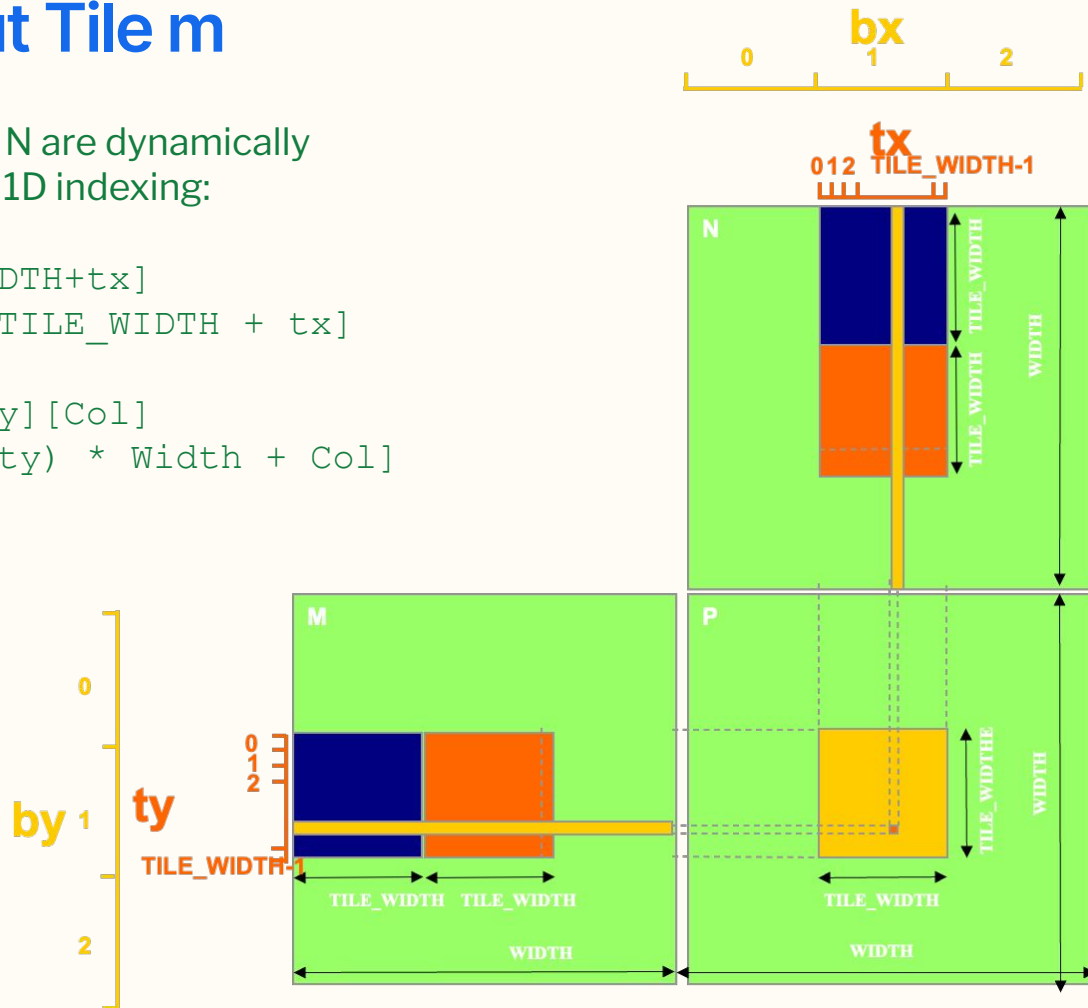 ut Tile m
N are dynamically
1D indexing:
DTH+tx]
TILE_WIDTH + tx]
y][Col]
ty) * Width + Col]
bx
0 1 2
tx
012 TILE_WIDTH-1
N
TILE_WIDTH
TILE_WIDTH
WIDTH
M
P
0
1
2
by
0
1
2
ty
TILE_WIDTH-1
TILE_WIDTH TILE_WIDTH
WIDTH
TILE_WIDTHE
WIDTH
TILE_WIDTH
WIDTH